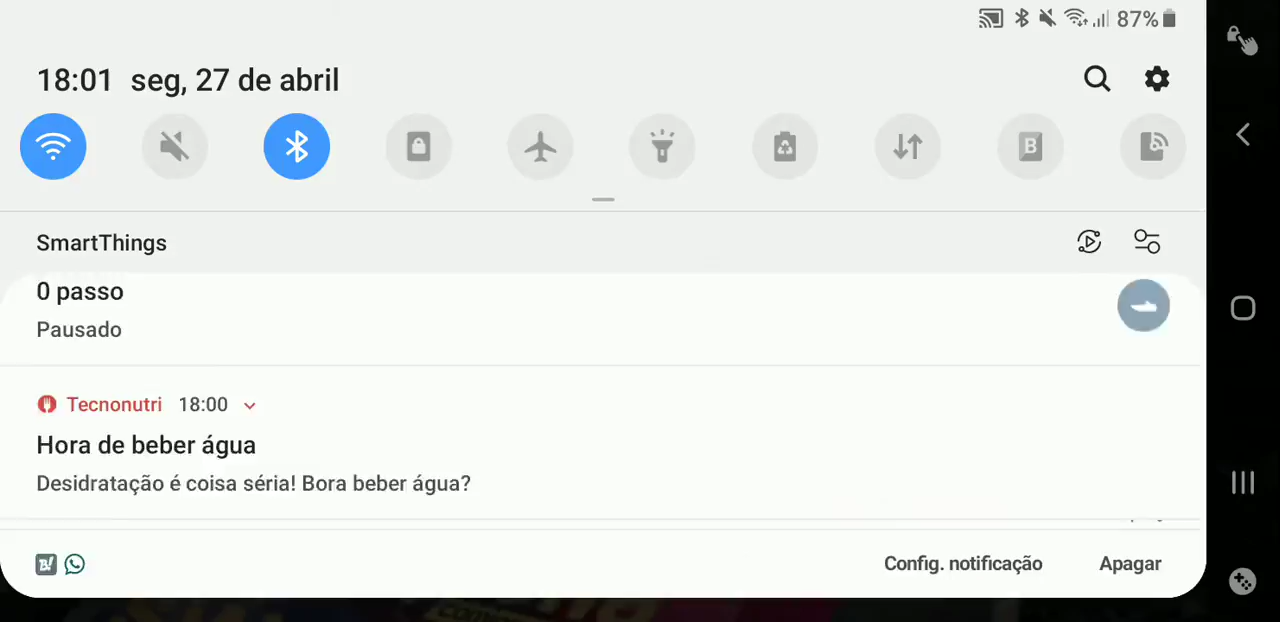 87%
18:01 seg, 27 de abril
B
SmartThings
0 passo
Pausado
Tecnonutri 18:00
Hora de beber água
Desidratação é coisa séria! Bora beber água?
B!
Config. notificação Apagar